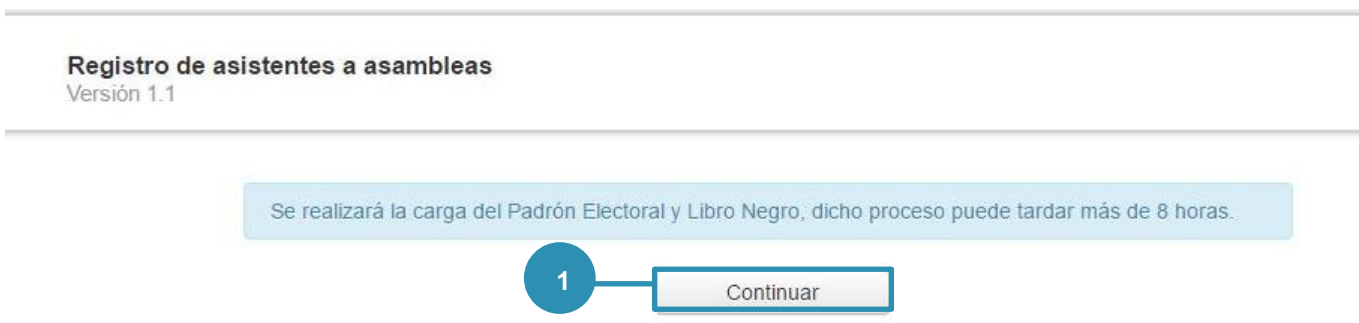 Registro de asistentes a asambleas
Versión 1.1
Se realizará la carga del Padrón Electoral y Libro Negro, dicho proceso puede tardar más de 8 horas.
1
Continuar